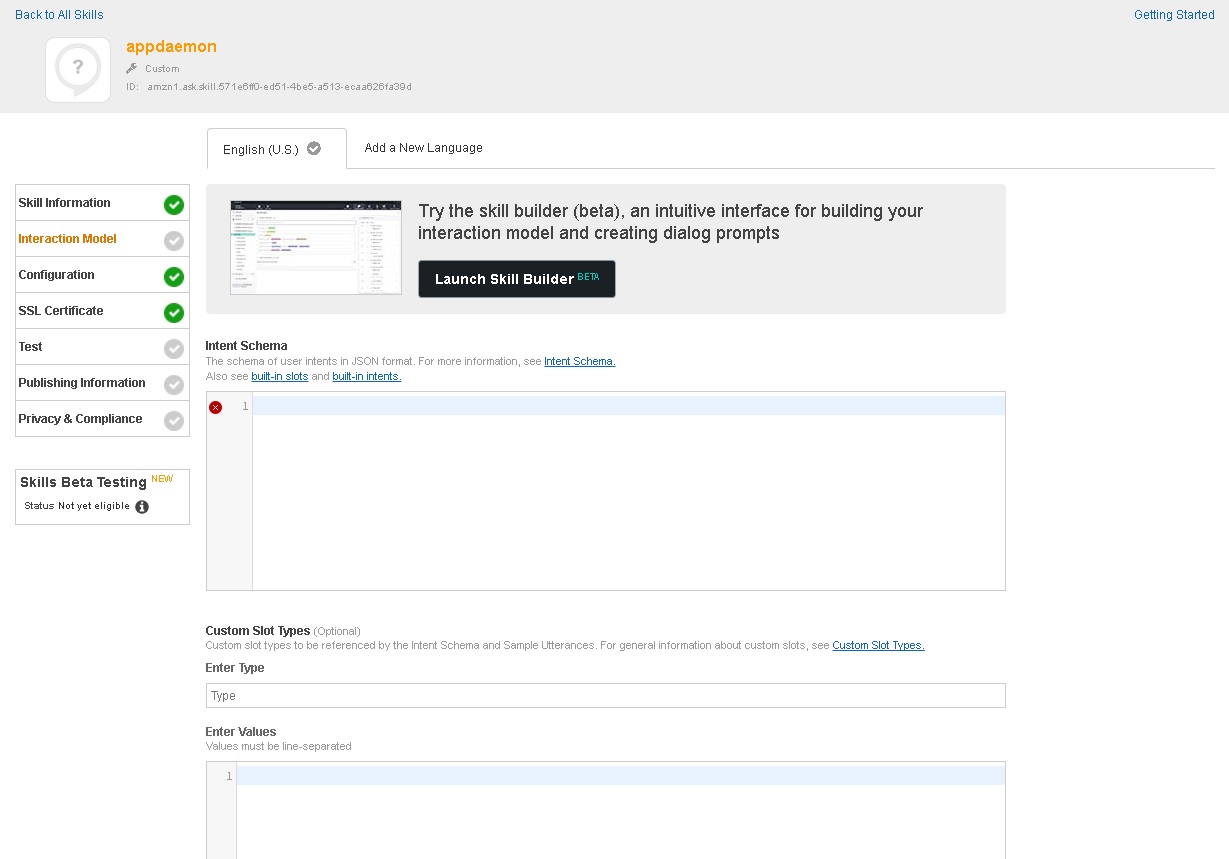 Back to All Skills
Getting Started
appdaemon
Custom
ID: amzn1.ask.skill.571e6ff0-ed51-4be5-a513-ecaa626fa39d
English (U.S.)
Add a New Language
Skill Information
Interaction Model
Configuration
SSL Certificate
Test
Publishing Information
Privacy & Compliance
Skills Beta Testing NEW
Status Not yet eligible
Try the skill builder (beta), an intuitive interface for building your
interaction model and creating dialog prompts
Launch Skill Builder BETA
Intent Schema
The schema of user intents in JSON format. For more information, see Intent Schema.
Also see built-in slots and built-in intents.
1
Custom Slot Types (Optional)
Custom slot types to be referenced by the Intent Schema and Sample Utterances. For general information about custom slots, see Custom Slot Types.
Enter Type
Type
Enter Values
Values must be line-separated
1